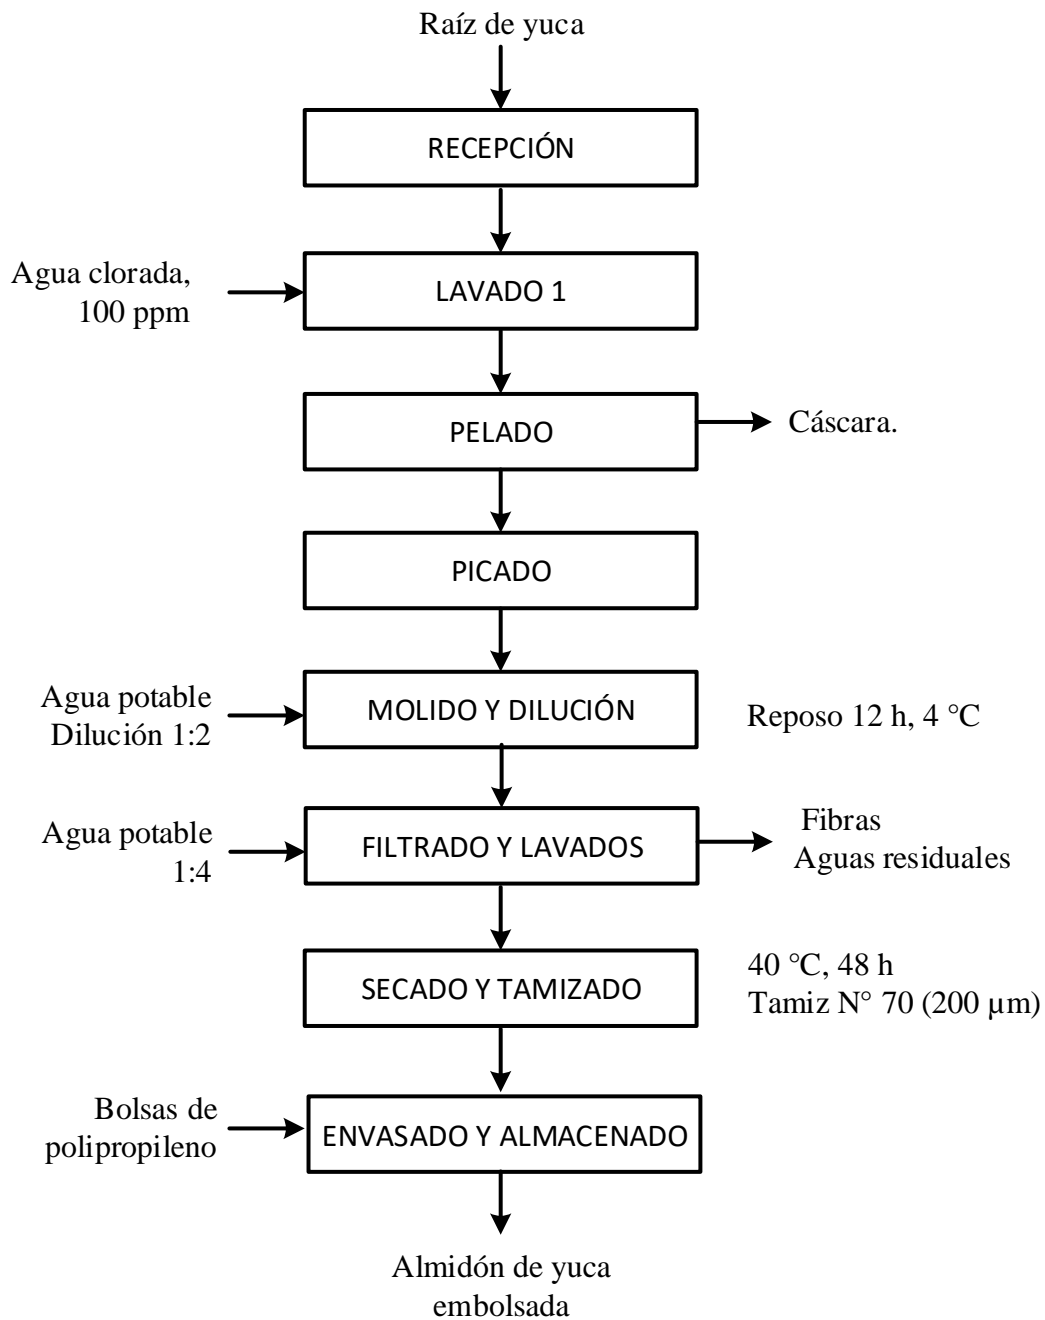 Raíz de yuca
RECEPCIÓN
Agua clorada,
100 ppm
LAVADO 1
PELADO
Cáscara.
PICADO
Agua potable
Dilución 1:2
MOLIDO Y DILUCIÓN
Reposo 12 h, 4 °C
Agua potable
1:4
FILTRADO Y LAVADOS
Fibras
Aguas residuales
SECADO Y TAMIZADO
40 °C, 48 h
Tamiz N° 70 (200 µm)
Bolsas de
polipropileno
ENVASADO Y ALMACENADO
Almidón de yuca
embolsada